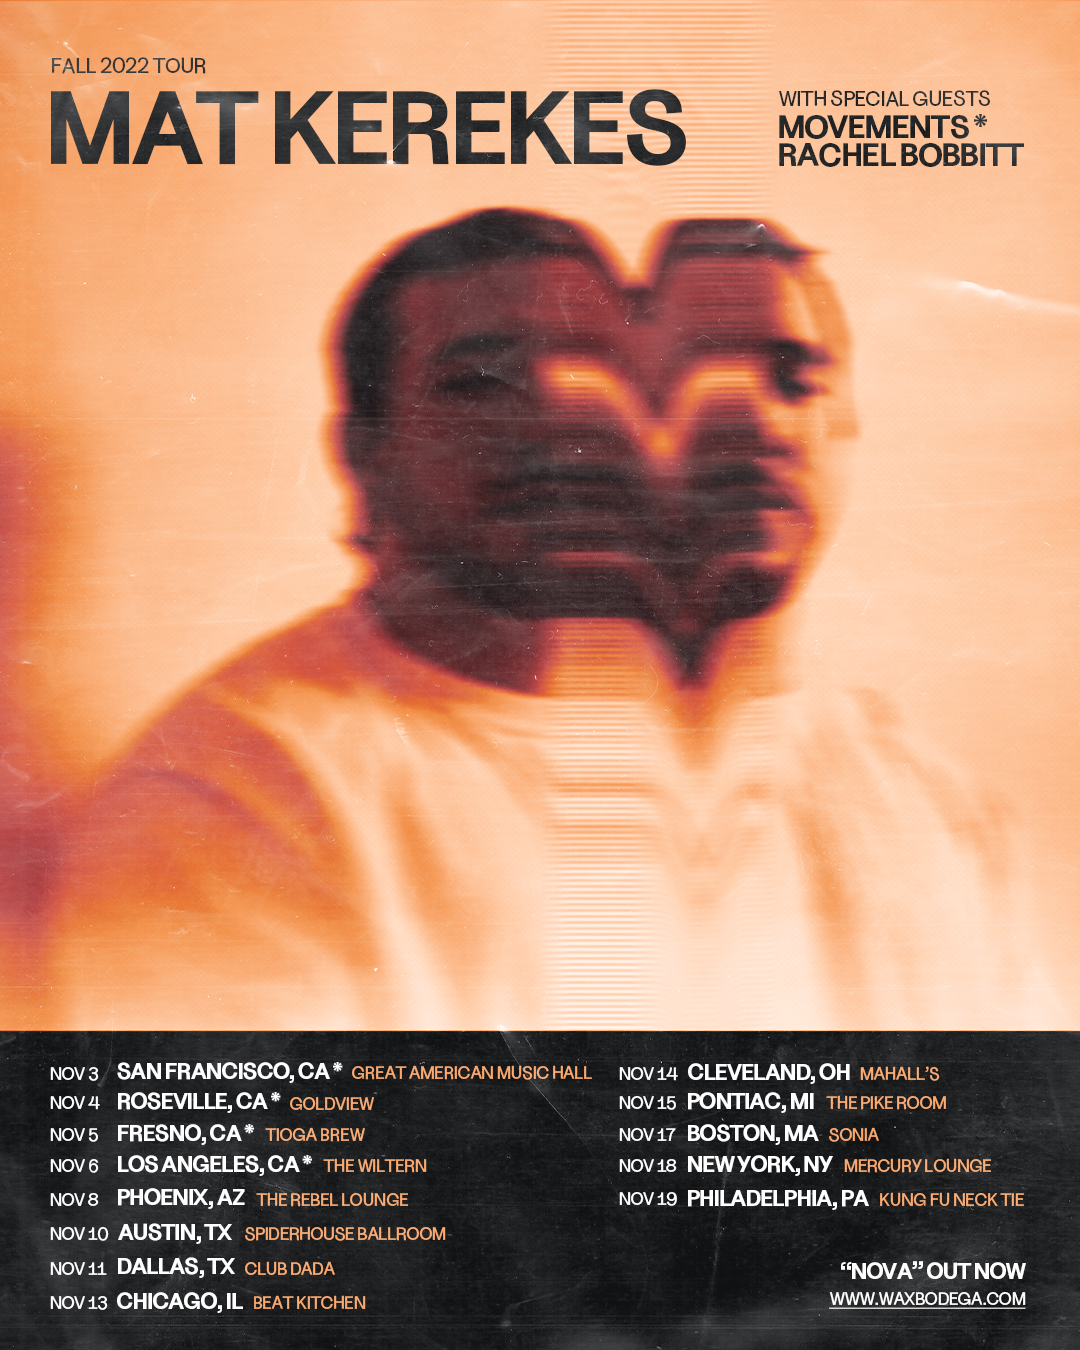 FALL 2022 TOUR
MAT KEREKES
WITH SPECIAL GUESTS
MOVEMENTS *
RACHEL BOBBITT
NOV 3 SAN FRANCISCO, CA * GREAT AMERICAN MUSIC HALL
NOV 4 ROSEVILLE, CA * GOLDVIEW
NOV 5 FRESNO, CA * TIOGA BREW
NOV 6 LOS ANGELES, CA * THE WILTERN
NOV 8 PHOENIX, AZ THE REBEL LOUNGE
NOV 10 AUSTIN, TX SPIDERHOUSE BALLROOM
NOV 11 DALLAS, TX CLUB DADA
NOV 13 CHICAGO, IL BEAT KITCHEN
NOV 14 CLEVELAND, OH MAHALL'S
NOV 15 PONTIAC, MI THE PIKE ROOM
NOV 17 BOSTON, MA SONIA
NOV 18 NEW YORK, NY MERCURY LOUNGE
NOV 19 PHILADELPHIA, PA KUNG FU NECK TIE
“NOVA” OUT NOW
WWW.WAXBODEGA.COM